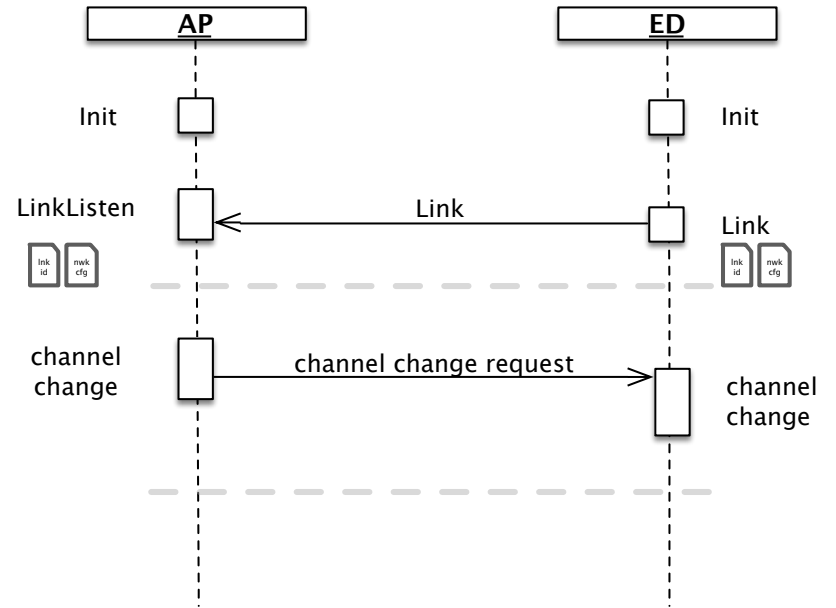 AP
ED
Init
Init
LinkListen
Link
Link
lnk
id
nwk
cfg
lnk
id
nwk
cfg
channel
change
channel change request
channel
change